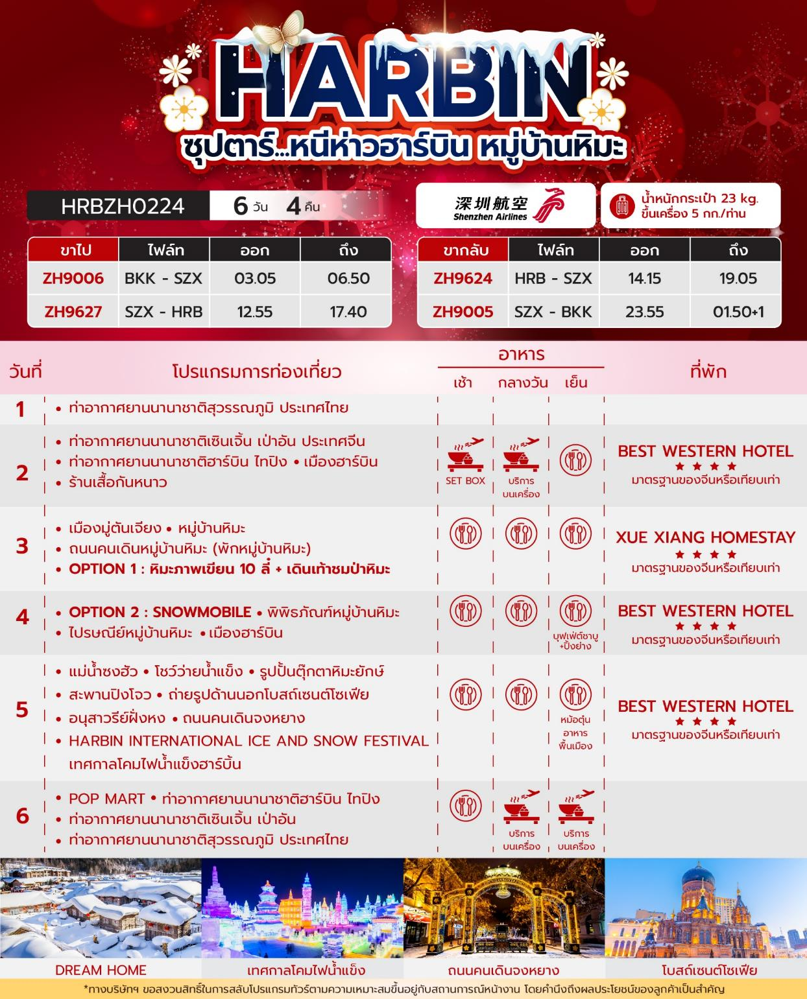 HARBIN
ซุปตาร์...หนีห่าวฮาร์บิน หมู่บ้านหิมะ
HRBZH0224 6 วัน 4 คืน
深圳航空
Shenzhen Airlines
น้ำหนักกระเป๋า 23 kg.
ขึ้นเครื่อง 5 กก./ท่าน
ขาไป ไฟล์ท ออก ถึง
ZH9006 BKK - SZX 03.05 06.50
ZH9627 SZX - HRB 12.55 17.40
ขากลับ ไฟล์ท ออก ถึง
ZH9624 HRB - SZX 14.15 19.05
ZH9005 SZX - BKK 23.55 01.50+1
วันที่ โปรแกรมการท่องเที่ยว อาหาร ที่พัก
เช้า กลางวัน เย็น
1
• ท่าอากาศยานนานาชาติสุวรรณภูมิ ประเทศไทย
2
• ท่าอากาศยานนานาชาติเซินเจิ้น เป่าอัน ประเทศจีน
• ท่าอากาศยานนานาชาติฮาร์บิน ไทปิง • เมืองฮาร์บิน
• ร้านเสื้อกันหนาว
SET BOX
บริการ
บนเครื่อง
BEST WESTERN HOTEL
★ ★ ★ ★
มาตรฐานของจีนหรือเทียบเท่า
3
• เมืองมู่ตันเจียง • หมู่บ้านหิมะ
• ถนนคนเดินหมู่บ้านหิมะ (พักหมู่บ้านหิมะ)
• OPTION 1 : หิมะภาพเขียน 10 ลี้ + เดินเท้าชมป่าหิมะ
XUE XIANG HOMESTAY
★ ★ ★ ★
มาตรฐานของจีนหรือเทียบเท่า
4
• OPTION 2 : SNOWMOBILE • พิพิธภัณฑ์หมู่บ้านหิมะ
• ไปรษณีย์หมู่บ้านหิมะ • เมืองฮาร์บิน
บุฟเฟ่ต์ชาบู
+ปิ้งย่าง
BEST WESTERN HOTEL
★ ★ ★ ★
มาตรฐานของจีนหรือเทียบเท่า
5
• แม่น้ำซงฮัว • โชว์ว่ายน้ำแข็ง • รูปปั้นตุ๊กตาหิมะยักษ์
• สะพานปิงโจว • ถ่ายรูปด้านนอกโบสถ์เซนต์โซเฟีย
• อนุสาวรีย์ฝั่งหง • ถนนคนเดินจงหยาง
• HARBIN INTERNATIONAL ICE AND SNOW FESTIVAL
เทศกาลโคมไฟน้ำแข็งฮาร์บิ้น
หม้อตุ๋น
อาหาร
พื้นเมือง
BEST WESTERN HOTEL
★ ★ ★ ★
มาตรฐานของจีนหรือเทียบเท่า
6
• POP MART • ท่าอากาศยานนานาชาติฮาร์บิน ไทปิง
• ท่าอากาศยานนานาชาติเซินเจิ้น เป่าอัน
• ท่าอากาศยานนานาชาติสุวรรณภูมิ ประเทศไทย
บริการ
บนเครื่อง
บริการ
บนเครื่อง
DREAM HOME
เทศกาลโคมไฟน้ำแข็ง
ถนนคนเดินจงหยาง
โบสถ์เซนต์โซเฟีย
*ทางบริษัทฯ ขอสงวนสิทธิ์ในการสลับโปรแกรมทัวร์ตามความเหมาะสมขึ้นอยู่กับสถานการณ์หน้างาน โดยคำนึงถึงผลประโยชน์ของลูกค้าเป็นสำคัญ